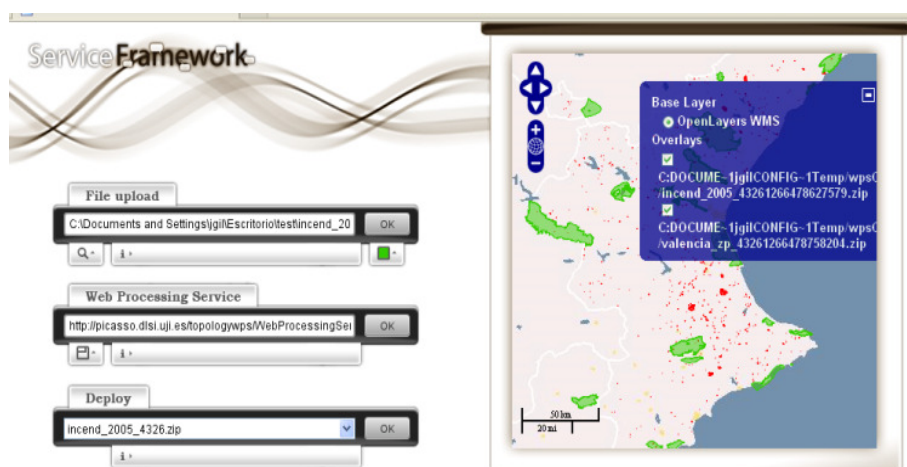 ServiceFramework
File upload
C:\Documents and Settings\jgil\Escritorio\test\incend_20
OK
i
Web Processing Service
http://picasso.dlsi.uji.es/topologywps/WebProcessingSer
OK
i
Deploy
incend_2005_4326.zip
OK
i
Base Layer
OpenLayers WMS
Overlays
C:DOCUME~1jgilCONFIG~1Temp/wps
/incend_2005_43261266478627579.zip
C:DOCUME~1jgilCONFIG~1Temp/wps
/valencia_zp_43261266478758204.zip
50 km
20 mi